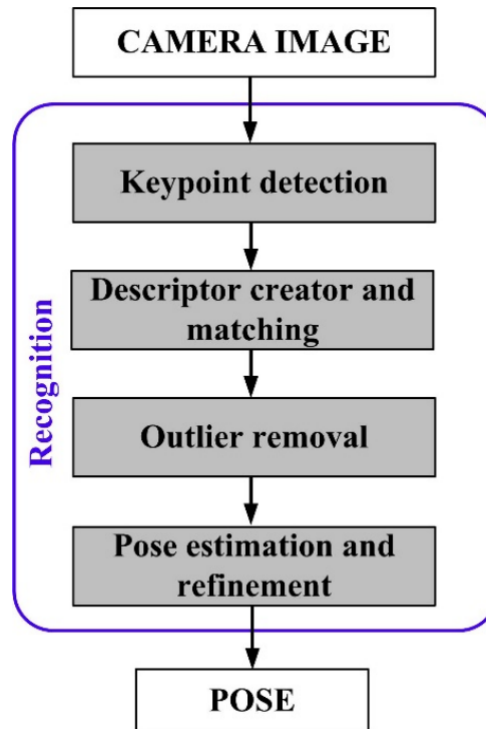 CAMERA IMAGE
Recognition
Keypoint detection
Descriptor creator and
matching
Outlier removal
Pose estimation and
refinement
POSE